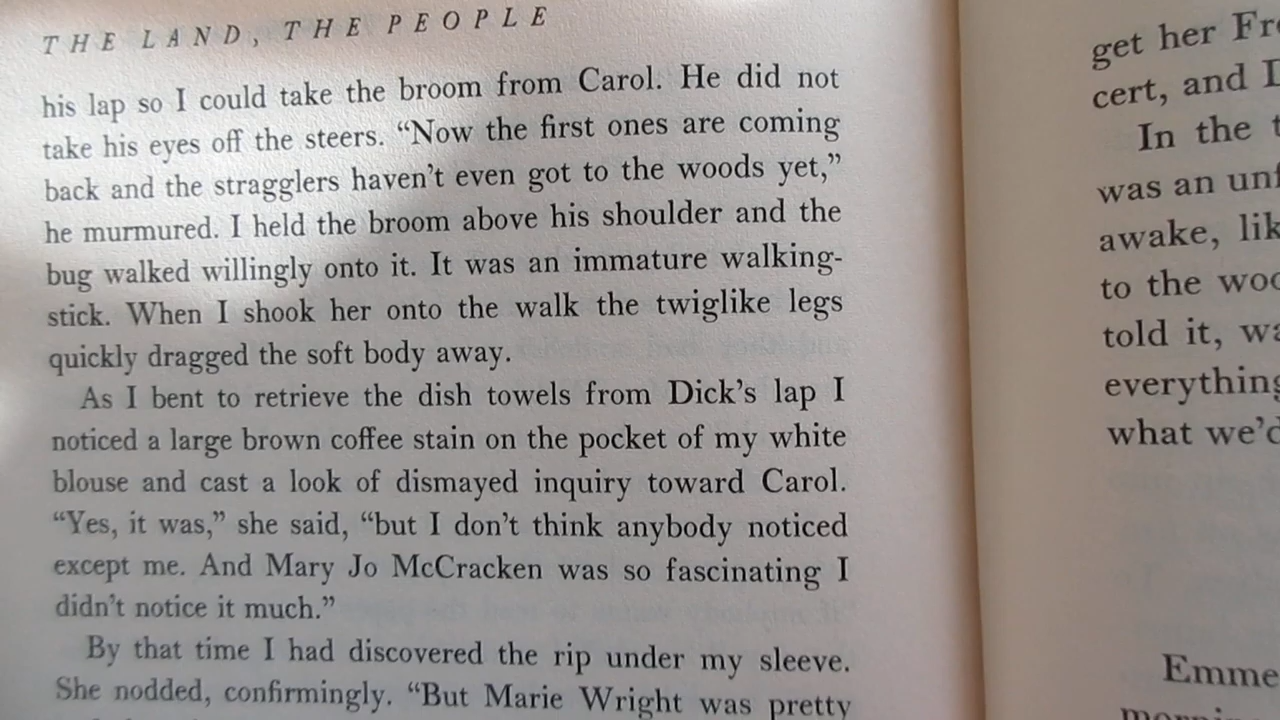 THE LAND, THE PEOPLE
his lap so I could take the broom from Carol. He did not
take his eyes off the steers. “Now the first ones are coming
back and the stragglers haven’t even got to the woods yet,”
he murmured. I held the broom above his shoulder and the
bug walked willingly onto it. It was an immature walking-
stick. When I shook her onto the walk the twiglike legs
quickly dragged the soft body away.
As I bent to retrieve the dish towels from Dick’s lap I
noticed a large brown coffee stain on the pocket of my white
blouse and cast a look of dismayed inquiry toward Carol.
“Yes, it was,” she said, “but I don’t think anybody noticed
except me. And Mary Jo McCracken was so fascinating I
didn’t notice it much.”
By that time I had discovered the rip under my sleeve.
She nodded, confirmingly. “But Marie Wright was pretty
get her
cert, and
In the
was an
awake,
to the
told it,
what